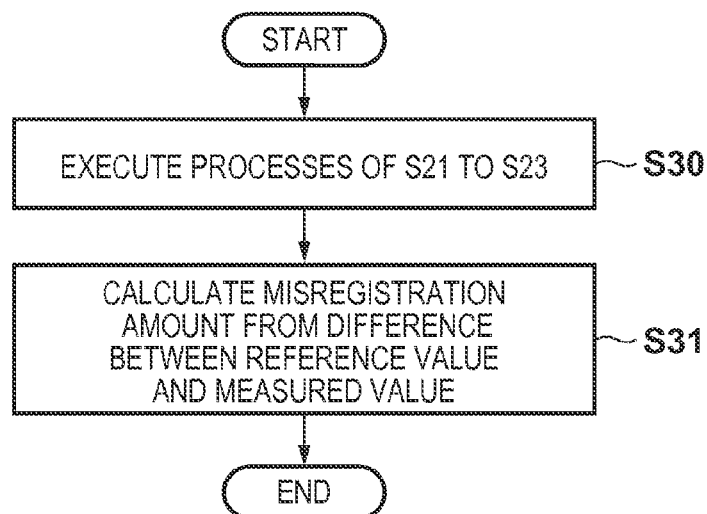 START
EXECUTE PROCESSES OF S21 TO S23
S30
CALCULATE MISREGISTRATION
AMOUNT FROM DIFFERENCE
BETWEEN REFERENCE VALUE
AND MEASURED VALUE
S31
END